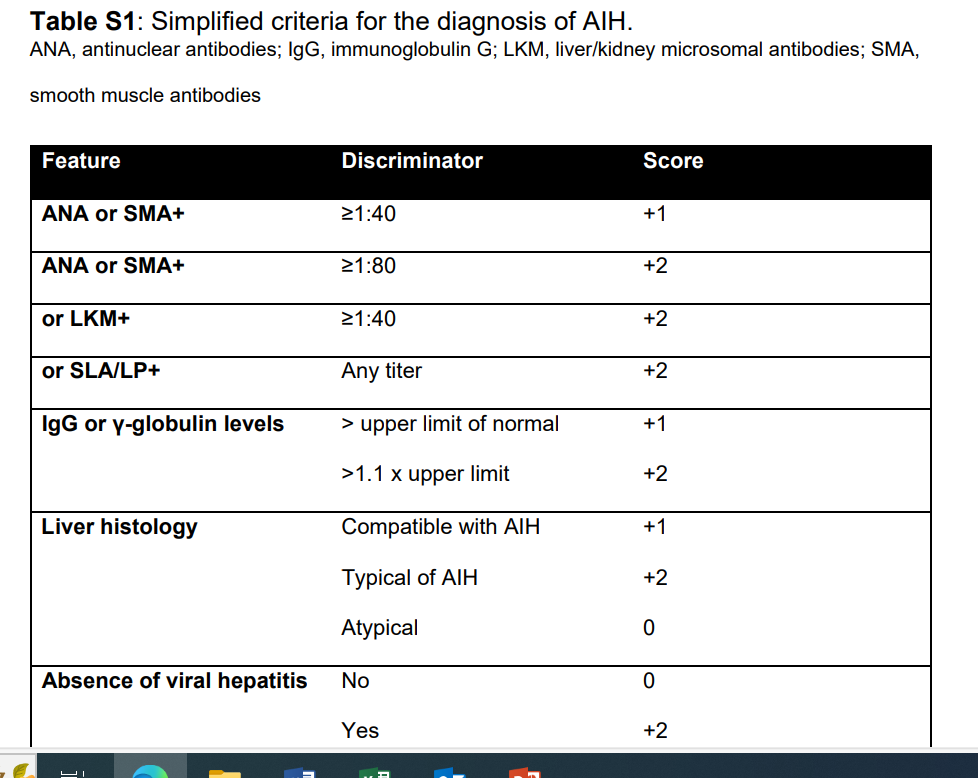 Table S1: Simplified criteria for the diagnosis of AIH.
ANA, antinuclear antibodies; IgG, immunoglobulin G; LKM, liver/kidney microsomal antibodies; SMA,
smooth muscle antibodies
Feature Discriminator Score
ANA or SMA+ ≥1:40 +1
ANA or SMA+ ≥1:80 +2
or LKM+ ≥1:40 +2
or SLA/LP+ Any titer +2
IgG or γ-globulin levels > upper limit of normal +1
>1.1 x upper limit +2
Liver histology Compatible with AIH +1
Typical of AIH +2
Atypical 0
Absence of viral hepatitis No 0
Yes +2